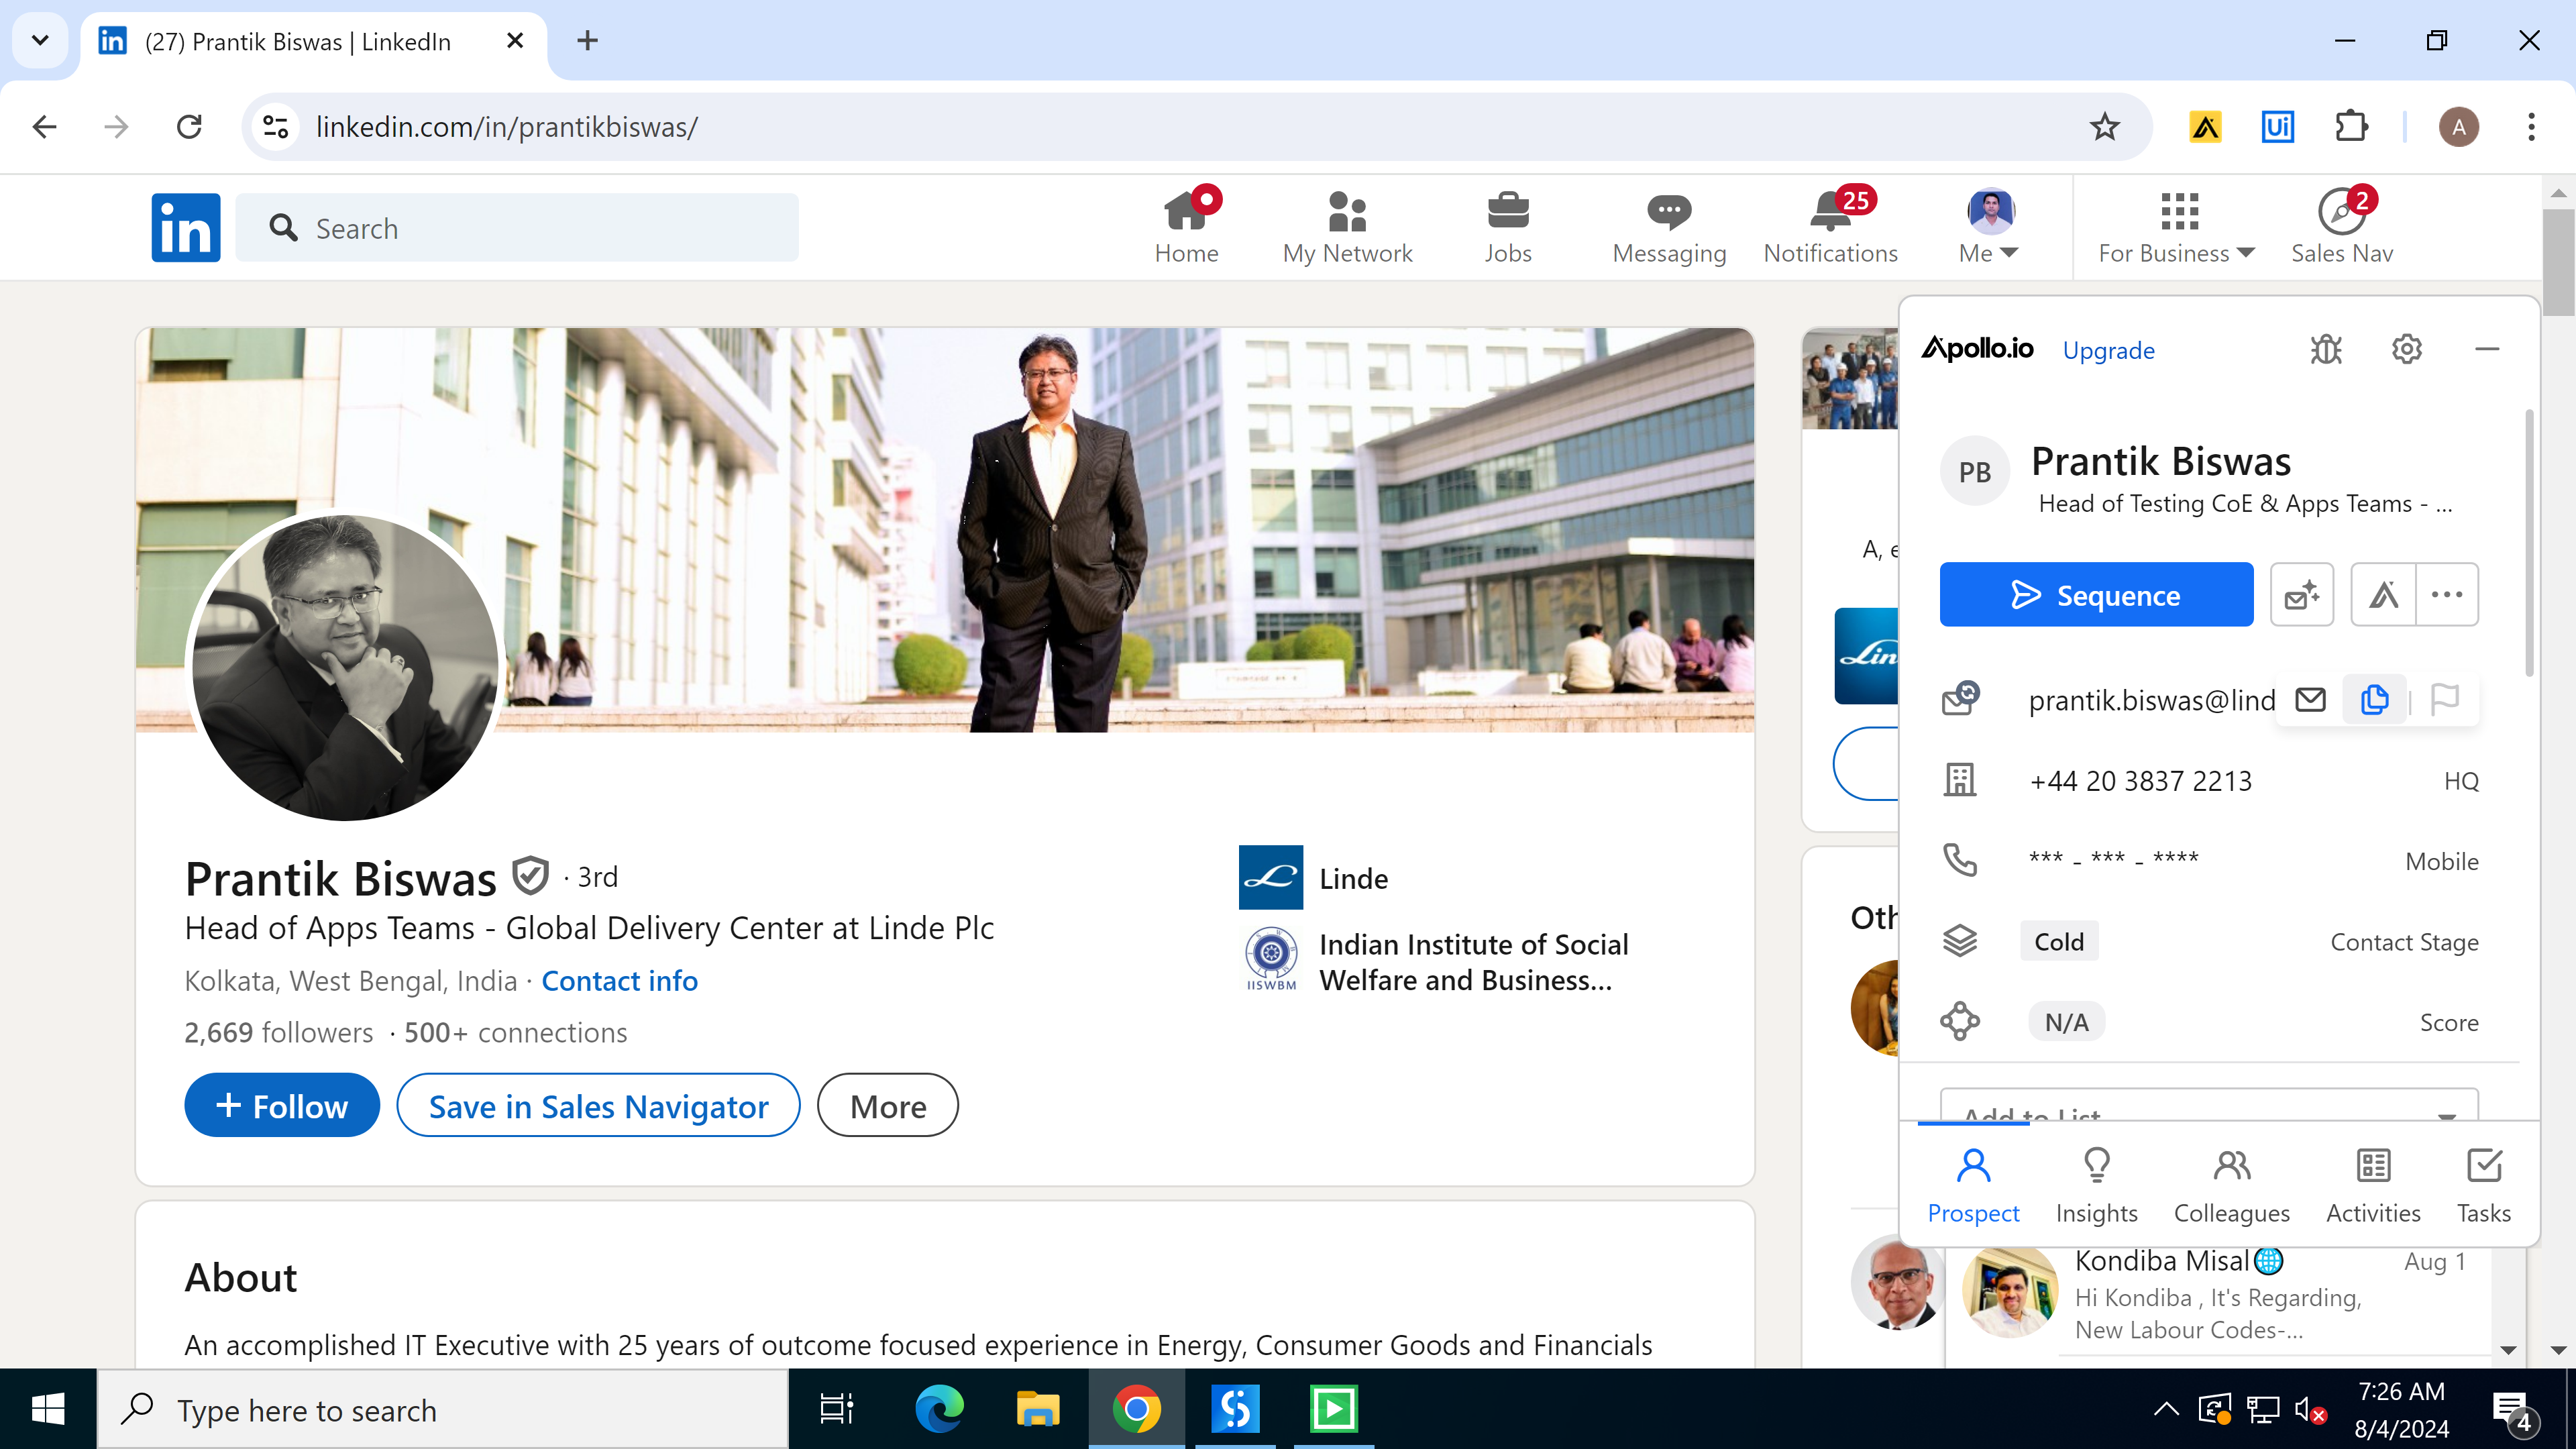 (27) Prantik Biswas | LinkedIn
linkedin.com/in/prantikbiswas/
Ui
A
in
Search
Home
My Network
Jobs
Messaging
25
Notifications
Me
For Business
2
Sales Nav
Apollo.io
Upgrade
PB
Prantik Biswas
Head of Testing CoE & Apps Teams - ...
A, e
Sequence
Lin
prantik.biswas@lind
+44 20 3837 2213
HQ
*** - *** - ****
Mobile
Cold
Contact Stage
N/A
Score
Add to List
Prospect
Insights
Colleagues
Activities
Tasks
Prantik Biswas · 3rd
Head of Apps Teams - Global Delivery Center at Linde Plc
Kolkata, West Bengal, India · Contact info
2,669 followers · 500+ connections
Linde
Indian Institute of Social
Welfare and Business...
IISWBM
Follow
Save in Sales Navigator
More
Oth
About
An accomplished IT Executive with 25 years of outcome focused experience in Energy, Consumer Goods and Financials
Kondiba Misal
Aug 1
Hi Kondiba , It's Regarding,
New Labour Codes-...
Type here to search
7:26 AM
8/4/2024
4